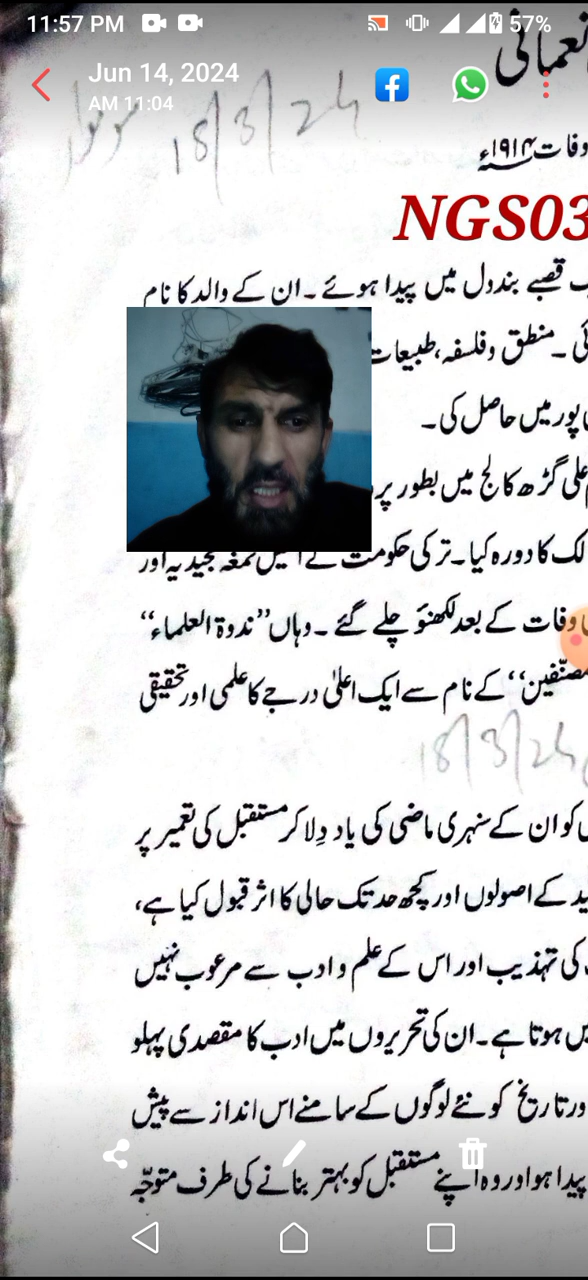 11:57 PM
57%
Jun 14, 2024
AM 11:04
نعمانی
18/3/24
وفات ۱۹۱۴ء
NGS03
قصبے بندول میں پیدا ہوئے۔ ان کے والد کا نام
منطق وفلسفہ، طبیعات
پور میں حاصل کی۔
علی گڑھ کالج میں بطور پر
کا دورہ کیا۔ ترکی حکومت نے انھیں تمغہ مجیدیہ اور
وفات کے بعد لکھنؤ چلے گئے۔ وہاں ”ندوۃ العلماء“
مصنفین“ کے نام سے ایک اعلیٰ درجے کا علمی اور تحقیقی
18/3/24
کو ان کے سنہری ماضی کی یاد دِلا کر مستقبل کی تعمیر پر
کے اصولوں اور کچھ حد تک حالی کا اثر قبول کیا ہے،
کی تہذیب اور اس کے علم و ادب سے مرعوب نہیں
ہوتا ہے۔ ان کی تحریروں میں ادب کا مقصدی پہلو
ور تاریخ کو نئے لوگوں کے سامنے اس انداز سے پیش
پیدا ہو اور وہ اپنے مستقبل کو بہتر بنانے کی طرف متوجّہ